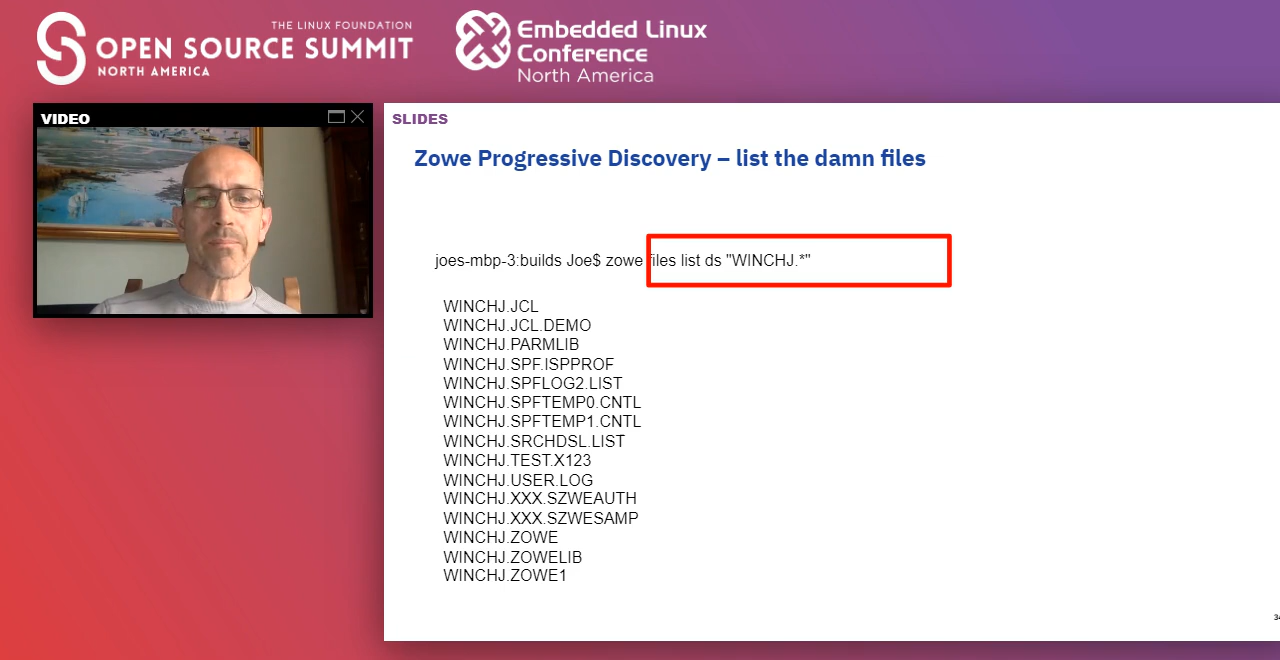 THE LINUX FOUNDATION
OPEN SOURCE SUMMIT
NORTH AMERICA
Embedded Linux
Conference
North America
VIDEO
SLIDES
Zowe Progressive Discovery – list the damn files
joes-mbp-3:builds Joe$ zowe files list ds "WINCHJ.*"
WINCHJ.JCL
WINCHJ.JCL.DEMO
WINCHJ.PARMLIB
WINCHJ.SPF.ISPPROF
WINCHJ.SPFLOG2.LIST
WINCHJ.SPFTEMP0.CNTL
WINCHJ.SPFTEMP1.CNTL
WINCHJ.SRCHDSL.LIST
WINCHJ.TEST.X123
WINCHJ.USER.LOG
WINCHJ.XXX.SZWEAUTH
WINCHJ.XXX.SZWESAMP
WINCHJ.ZOWE
WINCHJ.ZOWELIB
WINCHJ.ZOWE1